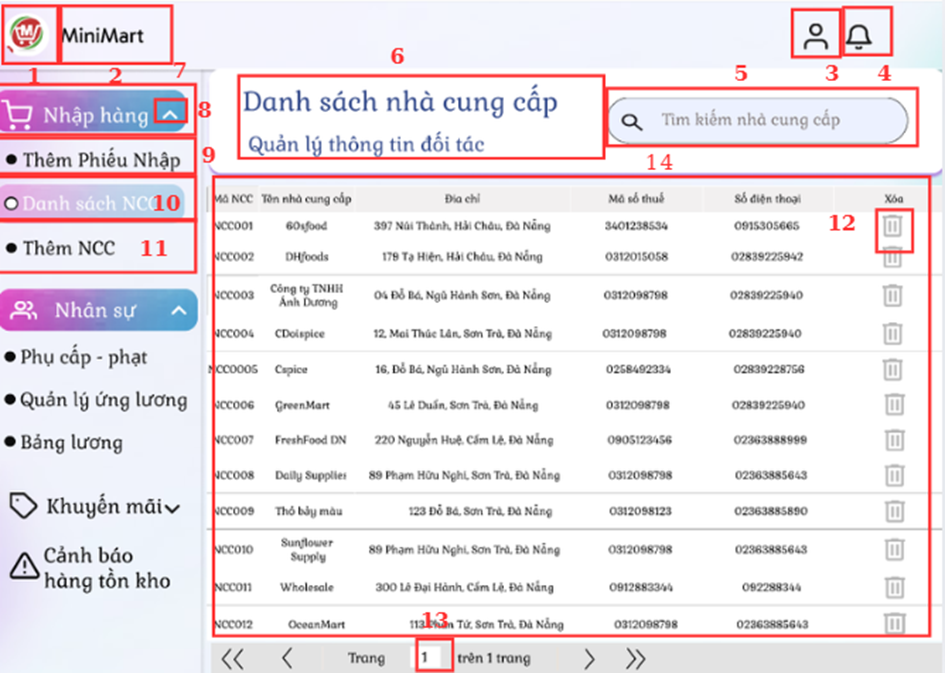 MiniMart
1 2 7 3 4
6 5
Nhập hàng 8
Danh sách nhà cung cấp
Quản lý thông tin đối tác
Tìm kiếm nhà cung cấp
Thêm Phiếu Nhập 9
14
Danh sách NCC 10
Thêm NCC 11
Nhân sự
Phụ cấp - phạt
Quản lý ứng lương
Bảng lương
Khuyến mãi
Cảnh báo
hàng tồn kho
Mã NCC Tên nhà cung cấp Đia chỉ Mã số thuế Số điện thoại Xóa
12
NCC001 60sfood 397 Núi Thành, Hải Châu, Đà Nẵng 3401238534 0915305665
NCC002 DHfoods 179 Tạ Hiện, Hải Châu, Đà Nẵng 0312015058 02839225942
NCC003 Công ty TNHH Ánh Dương 04 Đỗ Bá, Ngũ Hành Sơn, Đà Nẵng 0312098798 02839225940
NCC004 CDoispice 12, Mai Thúc Lân, Sơn Trà, Đà Nẵng 0312098798 02839225940
NCC0005 Cspice 16, Đỗ Bá, Ngũ Hành Sơn, Đà Nẵng 0258492334 02839228756
NCC006 GreenMart 45 Lê Duẩn, Sơn Trà, Đà Nẵng 0312098798 02839225940
NCC007 FreshFood DN 220 Nguyễn Huệ, Cẩm Lệ, Đà Nẵng 0905123456 02363888999
NCC008 Daily Supplies 89 Phạm Hữu Nghi, Sơn Trà, Đà Nẵng 0312098798 02363885643
NCC009 Thỏ bảy màu 123 Đỗ Bá, Sơn Trà, Đà Nẵng 0312098123 02363885890
NCC010 Sunflower Supply 89 Phạm Hữu Nghi, Sơn Trà, Đà Nẵng 0312098798 02363885643
NCC011 Wholesale 300 Lê Đại Hành, Cẩm Lệ, Đà Nẵng 0912883344 092288344
NCC012 OceanMart 113 Tứ, Sơn Trà, Đà Nẵng 0312098798 02363885643
13
Trang 1 trên 1 trang